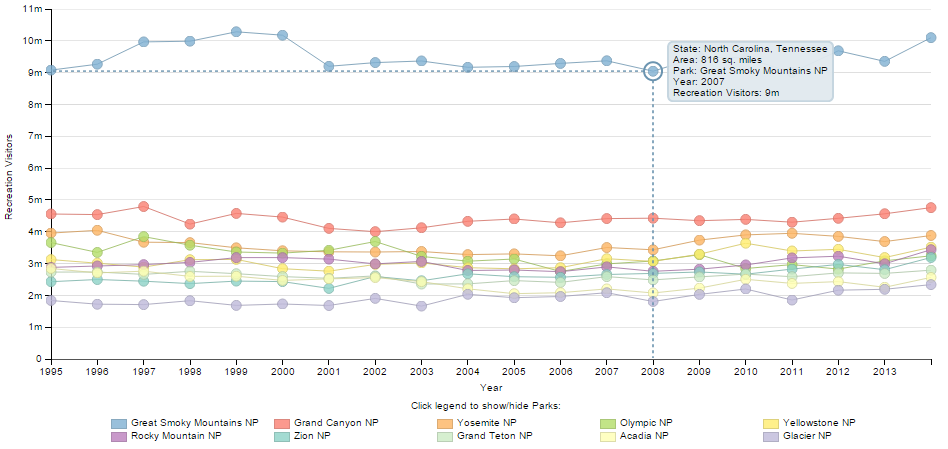 11m
10m
9m
8m
7m
6m
5m
4m
3m
2m
1m
0
Recreation Visitors
State: North Carolina, Tennessee
Area: 816 sq. miles
Park: Great Smoky Mountains NP
Year: 2007
Recreation Visitors: 9m
1995 1996 1997 1998 1999 2000 2001 2002 2003 2004 2005 2006 2007 2008 2009 2010 2011 2012 2013
Year
Click legend to show/hide Parks:
Great Smoky Mountains NP Grand Canyon NP Yosemite NP Olympic NP Yellowstone NP
Rocky Mountain NP Zion NP Grand Teton NP Acadia NP Glacier NP